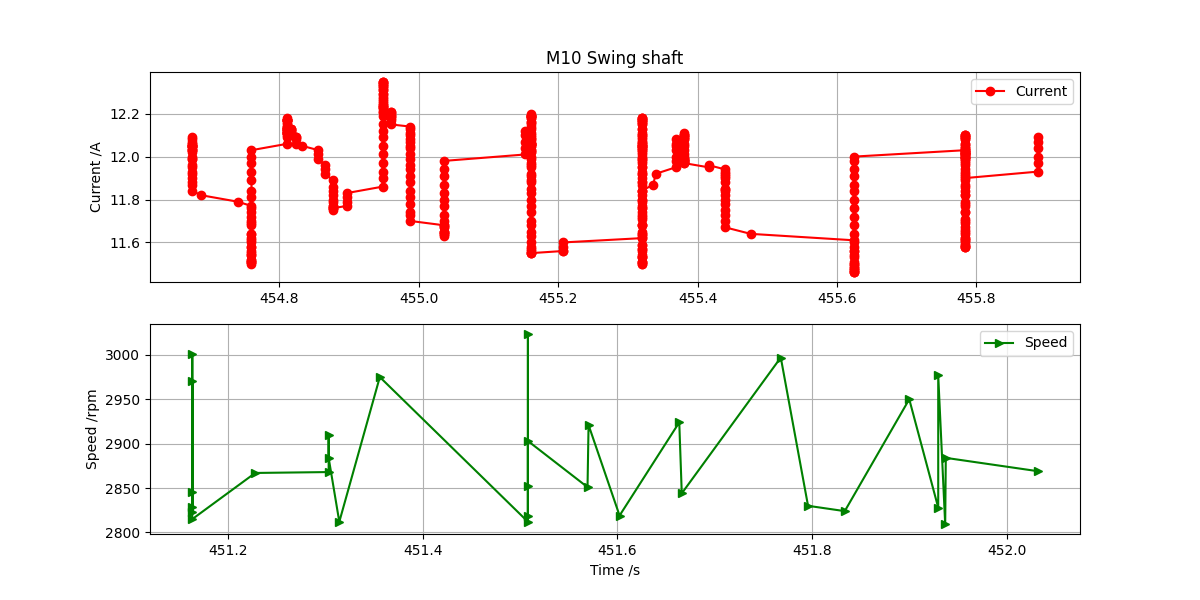 M10 Swing shaft
Current /A
12.2
12.0
11.8
11.6
Current
454.8 455.0 455.2 455.4 455.6 455.8
Speed /rpm
3000
2950
2900
2850
2800
Speed
451.2 451.4 451.6 451.8 452.0
Time /s